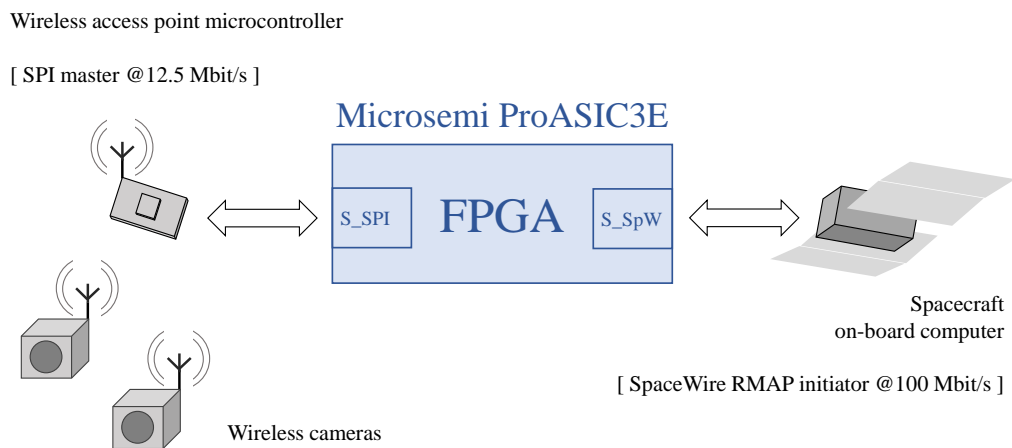 Wireless access point microcontroller
[ SPI master @12.5 Mbit/s ]
Microsemi ProASIC3E
S_SPI
FPGA
S_SpW
Spacecraft
on-board computer
[ SpaceWire RMAP initiator @100 Mbit/s ]
Wireless cameras